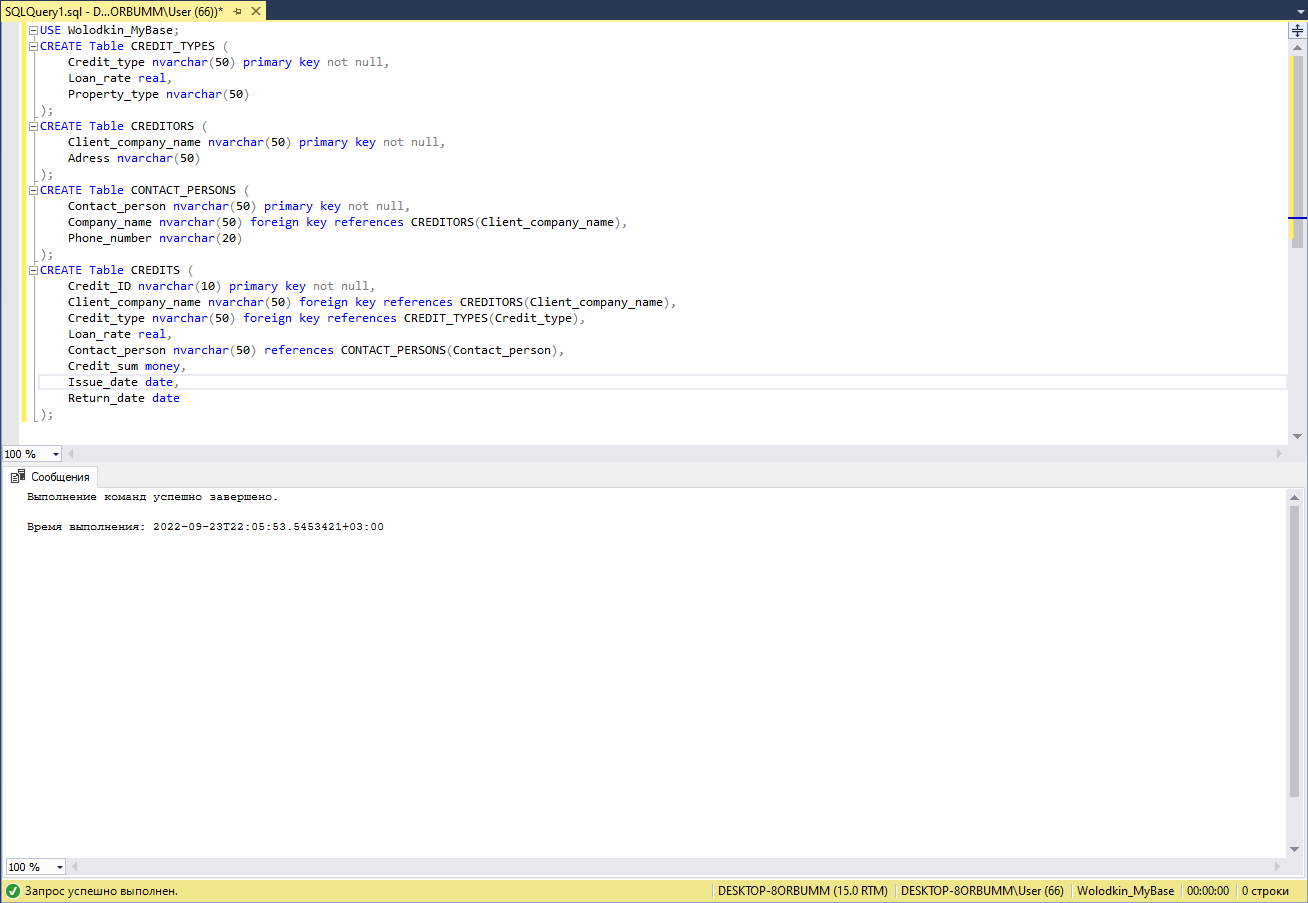 SQLQuery1.sql - D...ORBUMM\User (66))*
USE Wolodkin_MyBase;
CREATE Table CREDIT_TYPES (
Credit_type nvarchar(50) primary key not null,
Loan_rate real,
Property_type nvarchar(50)
);
CREATE Table CREDITORS (
Client_company_name nvarchar(50) primary key not null,
Adress nvarchar(50)
);
CREATE Table CONTACT_PERSONS (
Contact_person nvarchar(50) primary key not null,
Company_name nvarchar(50) foreign key references CREDITORS(Client_company_name),
Phone_number nvarchar(20)
);
CREATE Table CREDITS (
Credit_ID nvarchar(10) primary key not null,
Client_company_name nvarchar(50) foreign key references CREDITORS(Client_company_name),
Credit_type nvarchar(50) foreign key references CREDIT_TYPES(Credit_type),
Loan_rate real,
Contact_person nvarchar(50) references CONTACT_PERSONS(Contact_person),
Credit_sum money,
Issue_date date,
Return_date date
);
100 %
Сообщения
Выполнение команд успешно завершено.
Время выполнения: 2022-09-23T22:05:53.5453421+03:00
100 %
Запрос успешно выполнен. DESKTOP-8ORBUMM (15.0 RTM) DESKTOP-8ORBUMM\User (66) Wolodkin_MyBase 00:00:00 0 строки